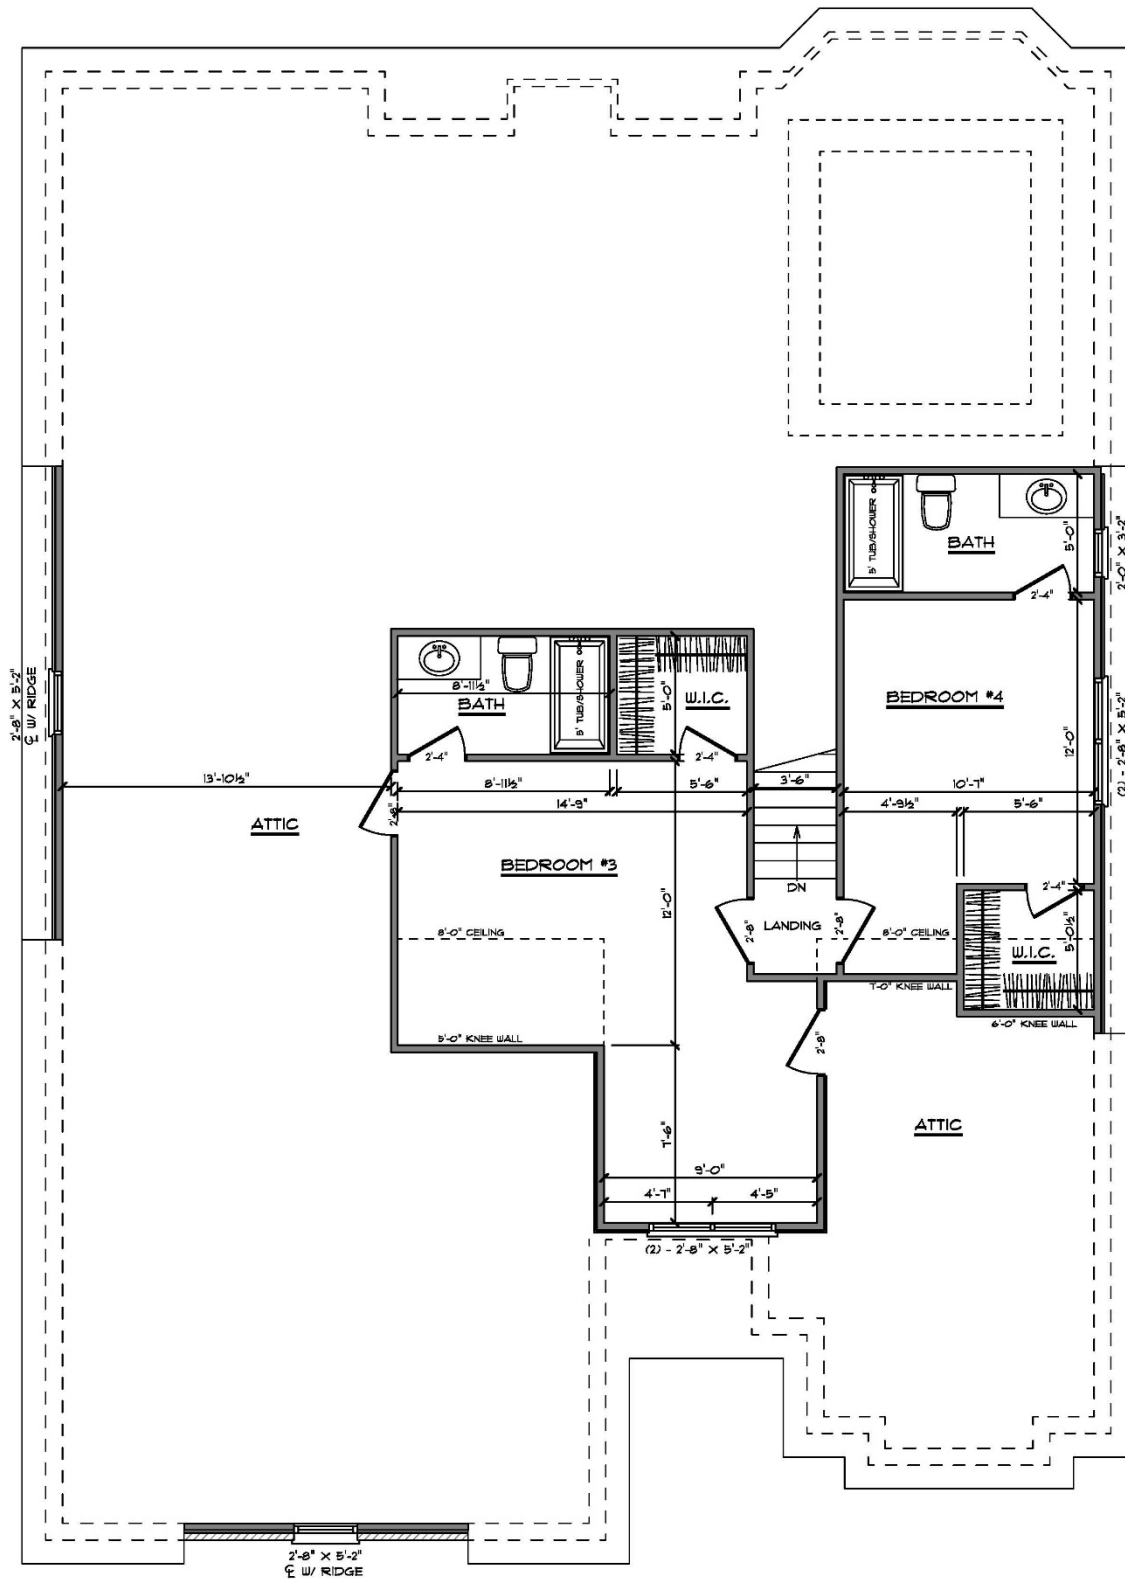 5' TUB/SHOWER
BATH
5'-0"
2'-0" X 3'-2"
2'-4"
BEDROOM #4
12'-0"
(2) - 2'-8" X 5'-2"
10'-7"
4'-9½"
5'-6"
2'-4"
5'-0½"
W.I.C.
8'-0" CEILING
7'-0" KNEE WALL
6'-0" KNEE WALL
2'-8" X 5'-2"
℄ W/ RIDGE
13'-10½"
ATTIC
8'-11½"
BATH
5' TUB/SHOWER
5'-0"
W.I.C.
2'-4"
2'-4"
8'-11½"
5'-6"
3'-6"
14'-9"
2'-8"
BEDROOM #3
12'-0"
DN
LANDING
2'-8"
2'-8"
8'-0" CEILING
5'-0" KNEE WALL
2'-8"
ATTIC
7'-6"
9'-0"
4'-7"
4'-5"
(2) - 2'-8" X 5'-2"
2'-8" X 5'-2"
℄ W/ RIDGE